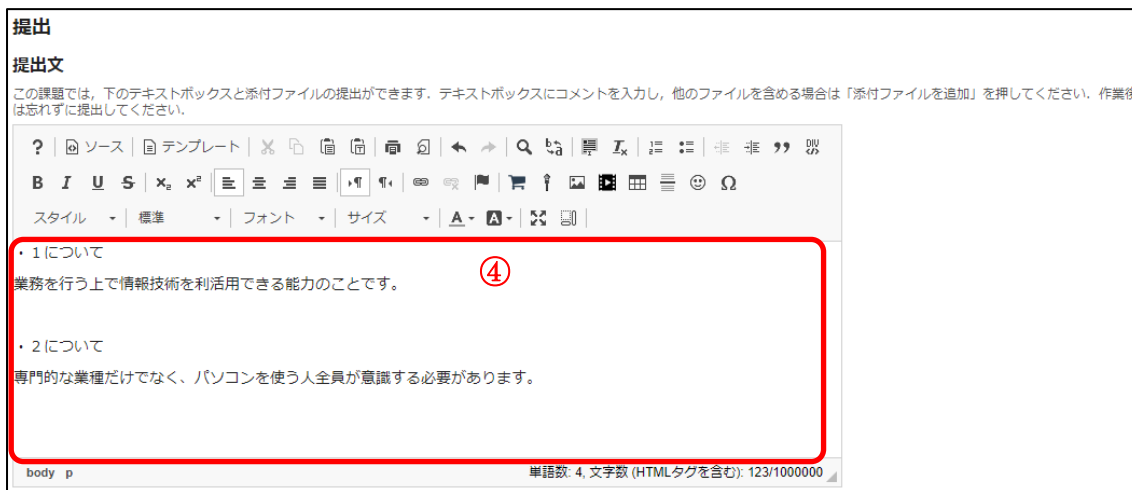 提出
提出文
この課題では，下のテキストボックスと添付ファイルの提出ができます．テキストボックスにコメントを入力し，他のファイルを含める場合は「添付ファイルを追加」を押してください．作業後
は忘れずに提出してください．
? ソース テンプレート
B I U S x₂ x²
スタイル 標準 フォント サイズ A A
・１について
④
業務を行う上で情報技術を利活用できる能力のことです。
・２について
専門的な業種だけでなく、パソコンを使う人全員が意識する必要があります。
body p 単語数: 4, 文字数 (HTMLタグを含む): 123/1000000